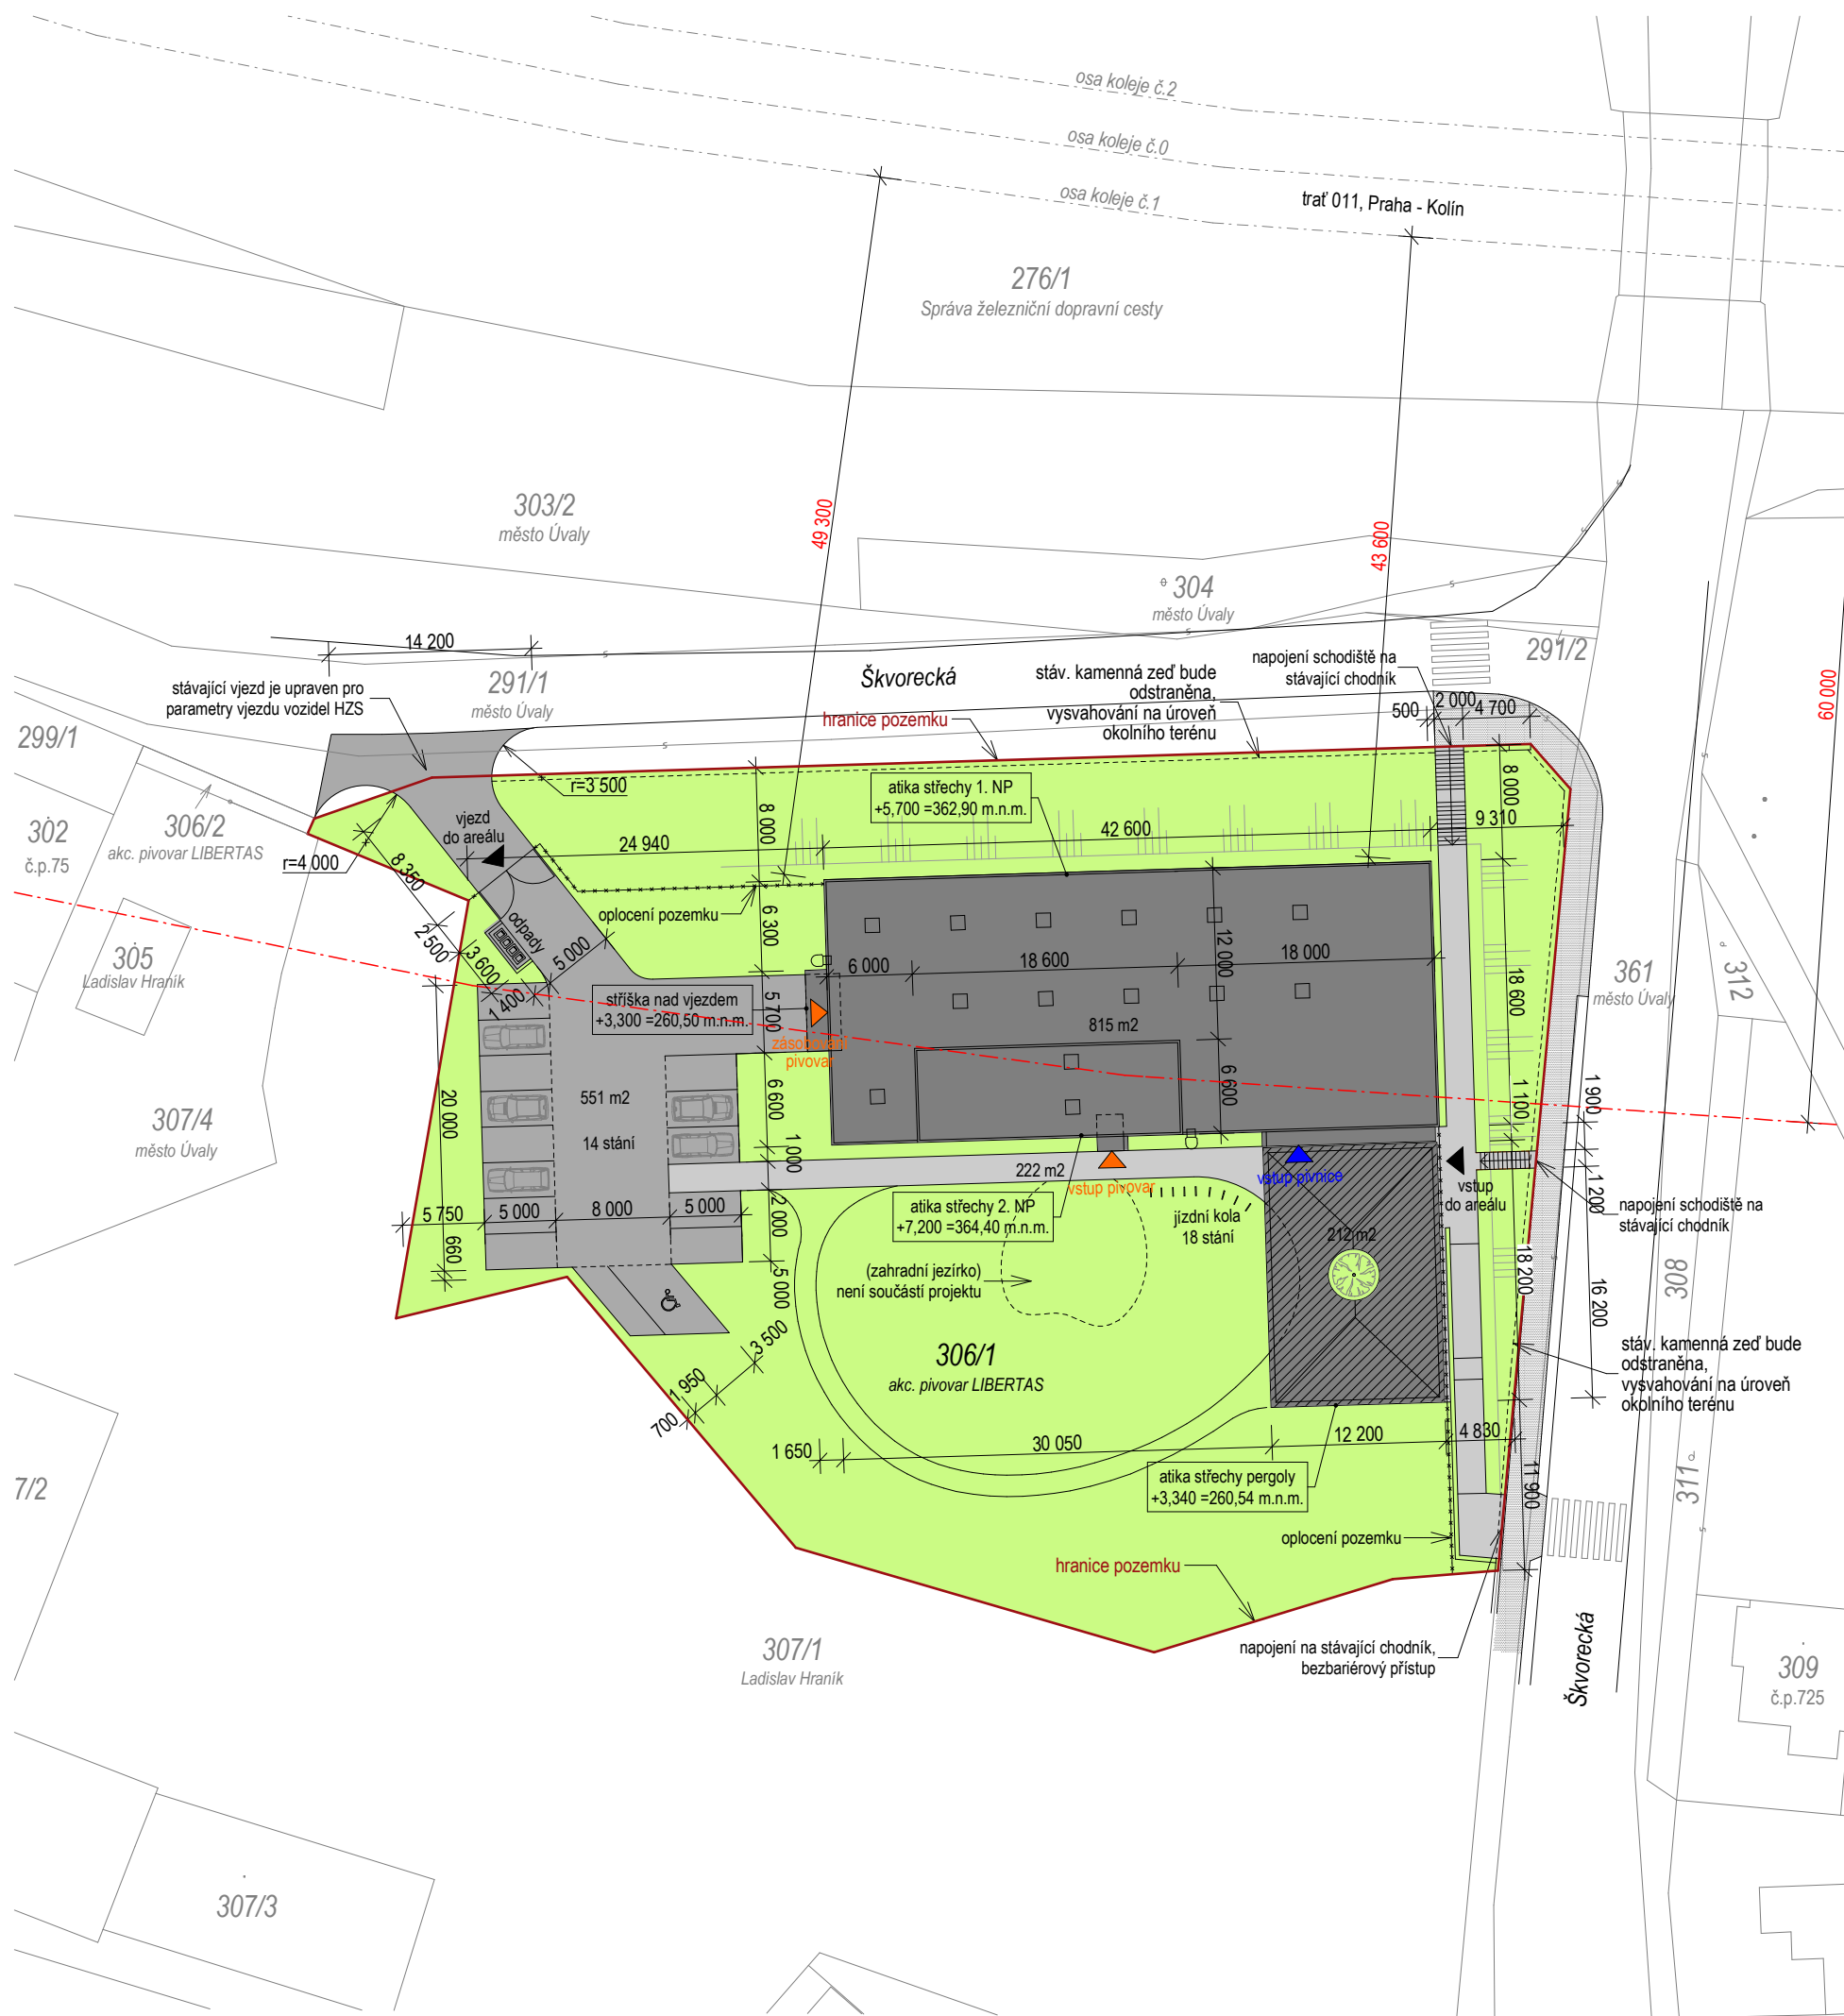 osa koleje č.2
osa koleje č.0
osa koleje č.1
trať 011, Praha - Kolín
276/1
Správa železniční dopravní cesty
49 300
43 600
60 000
303/2
město Úvaly
304
město Úvaly
291/2
14 200
291/1
město Úvaly
Škvorecká
stávající vjezd je upraven pro
parametry vjezdu vozidel HZS
stáv. kamenná zeď bude
odstraněna,
vysvahování na úroveň
okolního terénu
napojení schodiště na
stávající chodník
hranice pozemku
500
2 000
4 700
299/1
302
č.p.75
306/2
akc. pivovar LIBERTAS
305
Ladislav Hraník
r=3 500
r=4 000
vjezd
do areálu
8 350
2 500
3 600
1 400
odpady
5 000
8 000
24 940
42 600
9 310
8 000
atika střechy 1. NP
+5,700 =362,90 m.n.m.
oplocení pozemku
6 300
6 000
18 600
18 000
12 000
18 600
361
město Úvaly
312
stříška nad vjezdem
+3,300 =260,50 m.n.m.
5 700
zásobování
pivovar
815 m2
6 600
6 600
1 100
1 900
307/4
město Úvaly
20 000
551 m2
14 stání
1 000
222 m2
vstup pivovar
vstup pivnice
vstup
do areálu
1 200
napojení schodiště na
stávající chodník
5 750
5 000
8 000
5 000
2 000
660
5 000
atika střechy 2. NP
+7,200 =364,40 m.n.m.
jízdní kola
18 stání
212 m2
18 200
16 200
308
(zahradní jezírko)
není součástí projektu
306/1
akc. pivovar LIBERTAS
3 500
1 950
700
stáv. kamenná zeď bude
odstraněna,
vysvahování na úroveň
okolního terénu
1 650
30 050
12 200
4 830
11 900
atika střechy pergoly
+3,340 =260,54 m.n.m.
311
7/2
oplocení pozemku
hranice pozemku
307/1
Ladislav Hraník
napojení na stávající chodník,
bezbariérový přístup
Škvorecká
309
č.p.725
307/3